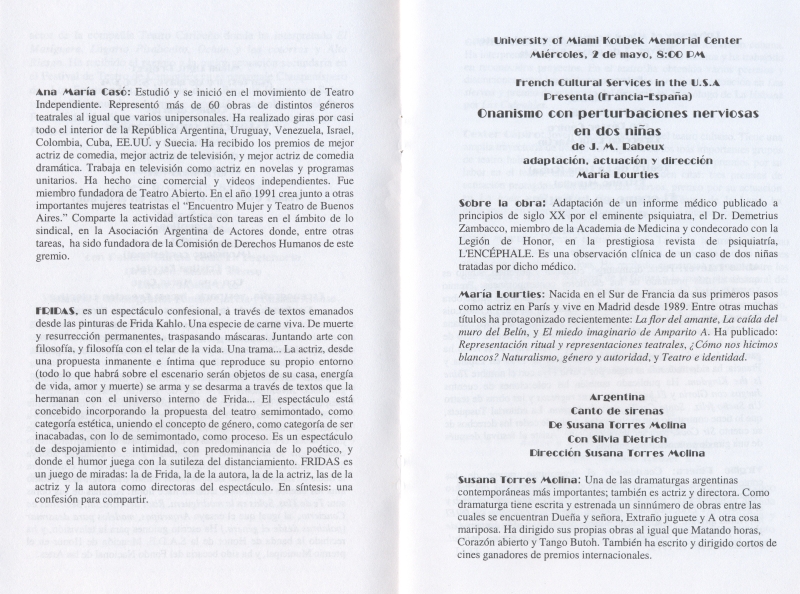 Ana María Casó: Estudió y se inició en el movimiento de Teatro
Independiente. Representó más de 60 obras de distintos géneros
teatrales al igual que varios unipersonales. Ha realizado giras por casi
todo el interior de la República Argentina, Uruguay, Venezuela, Israel,
Colombia, Cuba, EE.UU. y Suecia. Ha recibido los premios de mejor
actriz de comedia, mejor actriz de televisión, y mejor actriz de comedia
dramática. Trabaja en televisión como actriz en novelas y programas
unitarios. Ha hecho cine comercial y videos independientes. Fue
miembro fundadora de Teatro Abierto. En el año 1991 crea junto a otras
importantes mujeres teatristas el “Encuentro Mujer y Teatro de Buenos
Aires.” Comparte la actividad artística con tareas en el ámbito de lo
sindical, en la Asociación Argentina de Actores donde, entre otras
tareas, ha sido fundadora de la Comisión de Derechos Humanos de este
gremio.
FRIDAS, es un espectáculo confesional, a través de textos emanados
desde las pinturas de Frida Kahlo. Una especie de carne viva. De muerte
y resurrección permanentes, traspasando máscaras. Juntando arte con
filosofía, y filosofía con el telar de la vida. Una trama... La actriz, desde
una propuesta inmanente e íntima que reproduce su propio entorno
(todo lo que habrá sobre el escenario serán objetos de su casa, energía
de vida, amor y muerte) se arma y se desarma a través de textos que la
hermanan con el universo interno de Frida... El espectáculo está
concebido incorporando la propuesta del teatro semimontado, como
categoría estética, uniendo el concepto de género, como categoría de ser
inacabadas, con lo de semimontado, como proceso. Es un espectáculo
de despojamiento e intimidad, con predominancia de lo poético, y
donde el humor juega con la sutileza del distanciamiento. FRIDAS es
un juego de miradas: la de Frida, la de la autora, la de la actriz, las de la
actriz y la autora como directoras del espectáculo. En síntesis: una
confesión para compartir.
University of Miami Koubek Memorial Center
Miércoles, 2 de mayo, 8:00 PM
French Cultural Services in the U.S.A
Presenta (Francia-España)
Onanismo con perturbaciones nerviosas
en dos niñas
de J. M. Rabeux
adaptación, actuación y dirección
María Lourties
Sobre la obra: Adaptación de un informe médico publicado a
principios de siglo XX por el eminente psiquiatra, el Dr. Demetrius
Zambacco, miembro de la Academia de Medicina y condecorado con la
Legión de Honor, en la prestigiosa revista de psiquiatría,
L'ENCÉPHALE. Es una observación clínica de un caso de dos niñas
tratadas por dicho médico.
María Lourties: Nacida en el Sur de Francia da sus primeros pasos
como actriz en París y vive en Madrid desde 1989. Entre otras muchas
títulos ha protagonizado recientemente: La flor del amante, La caída del
muro del Belín, y El miedo imaginario de Amparito A. Ha publicado:
Representación ritual y representaciones teatrales, ¿Cómo nos hicimos
blancos? Naturalismo, género y autoridad, y Teatro e identidad.
Argentina
Canto de sirenas
De Susana Torres Molina
Con Silvia Dietrich
Dirección Susana Torres Molina
Susana Torres Molina: Una de las dramaturgas argentinas
contemporáneas más importantes; también es actriz y directora. Como
dramaturga tiene escrita y estrenada un sinnúmero de obras entre las
cuales se encuentran Dueña y señora, Extraño juguete y A otra cosa
mariposa. Ha dirigido sus propias obras al igual que Matando horas,
Corazón abierto y Tango Butoh. También ha escrito y dirigido cortos de
cines ganadores de premios internacionales.